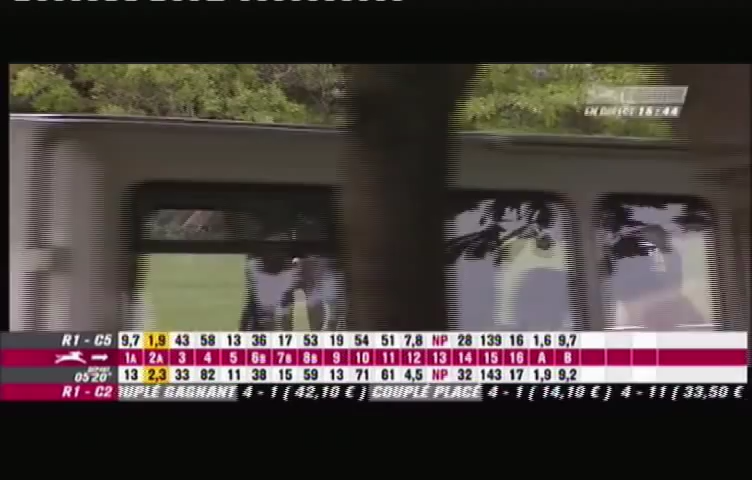 EN DIRECT 15:44
R1 - C5 9,7 1,9 43 58 13 36 17 53 19 54 51 7,8 NP 28 139 16 1,6 9,7
1A 2A 3 4 5 6B 7B 8B 9 10 11 12 13 14 15 16 A B
DEPART 05'20" 13 2,3 33 82 11 38 15 59 13 71 61 4,5 NP 32 143 17 1,9 9,2
R1 - C2 OUPLÉ GAGNANT 4 - 1 ( 42,10 € ) COUPLÉ PLACÉ 4 - 1 ( 14,10 € ) 4 - 11 ( 33,50 €